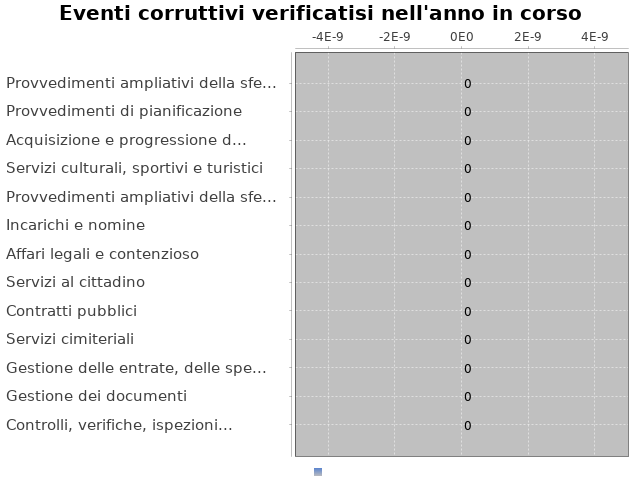 Eventi corruttivi verificatisi nell'anno in corso
-4E-9 -2E-9 0E0 2E-9 4E-9
Provvedimenti ampliativi della sfe... 0
Provvedimenti di pianificazione 0
Acquisizione e progressione d... 0
Servizi culturali, sportivi e turistici 0
Provvedimenti ampliativi della sfe... 0
Incarichi e nomine 0
Affari legali e contenzioso 0
Servizi al cittadino 0
Contratti pubblici 0
Servizi cimiteriali 0
Gestione delle entrate, delle spe... 0
Gestione dei documenti 0
Controlli, verifiche, ispezioni... 0